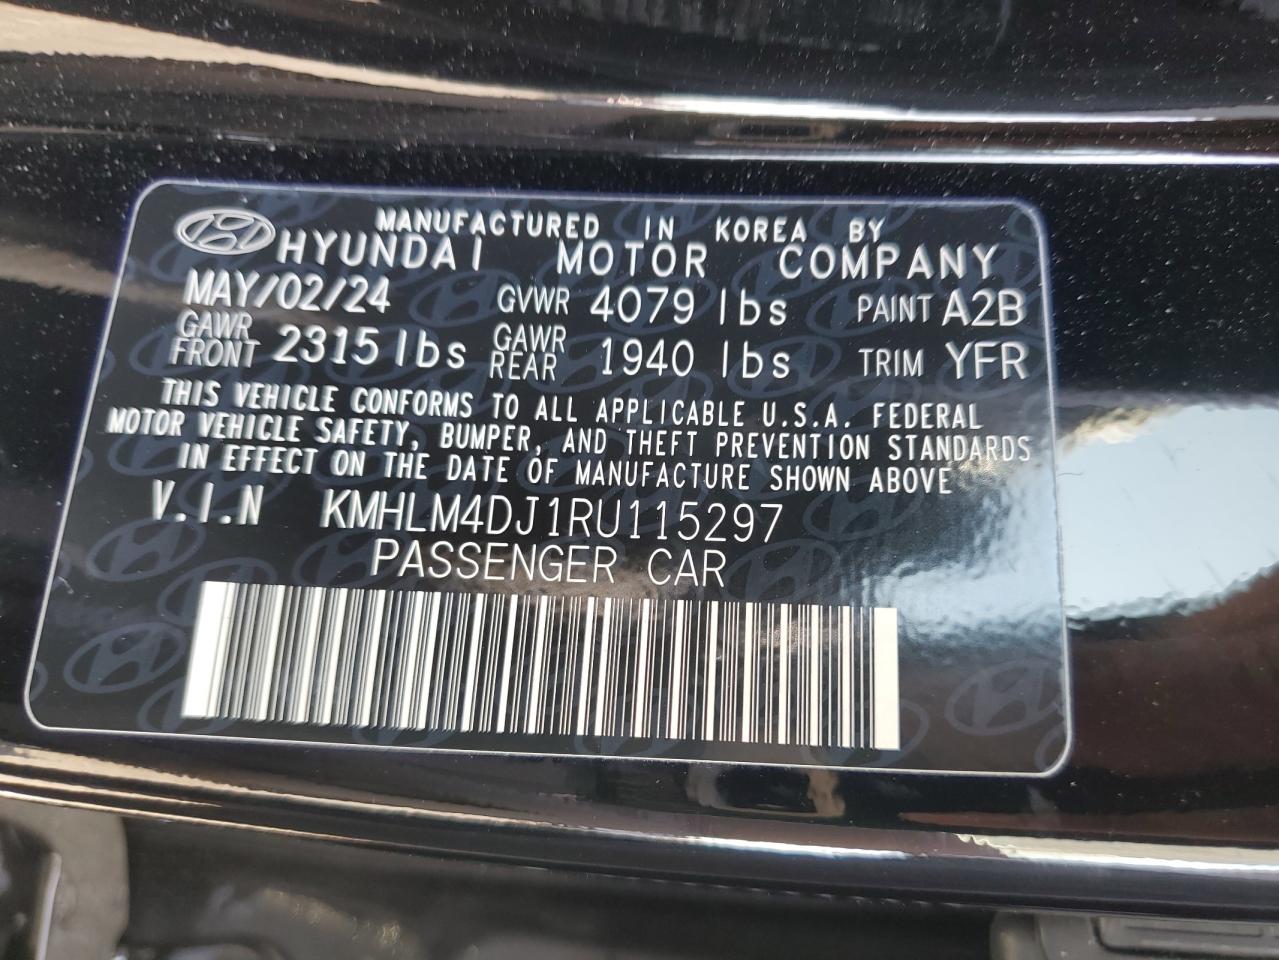 MANUFACTURED IN KOREA BY
HYUNDAI MOTOR COMPANY
MAY/02/24 GVWR 4079 lbs PAINT A2B
GAWR FRONT 2315 lbs GAWR REAR 1940 lbs TRIM YFR
THIS VEHICLE CONFORMS TO ALL APPLICABLE U.S.A. FEDERAL
MOTOR VEHICLE SAFETY, BUMPER, AND THEFT PREVENTION STANDARDS
IN EFFECT ON THE DATE OF MANUFACTURE SHOWN ABOVE
V.I.N KMHLM4DJ1RU115297
PASSENGER CAR